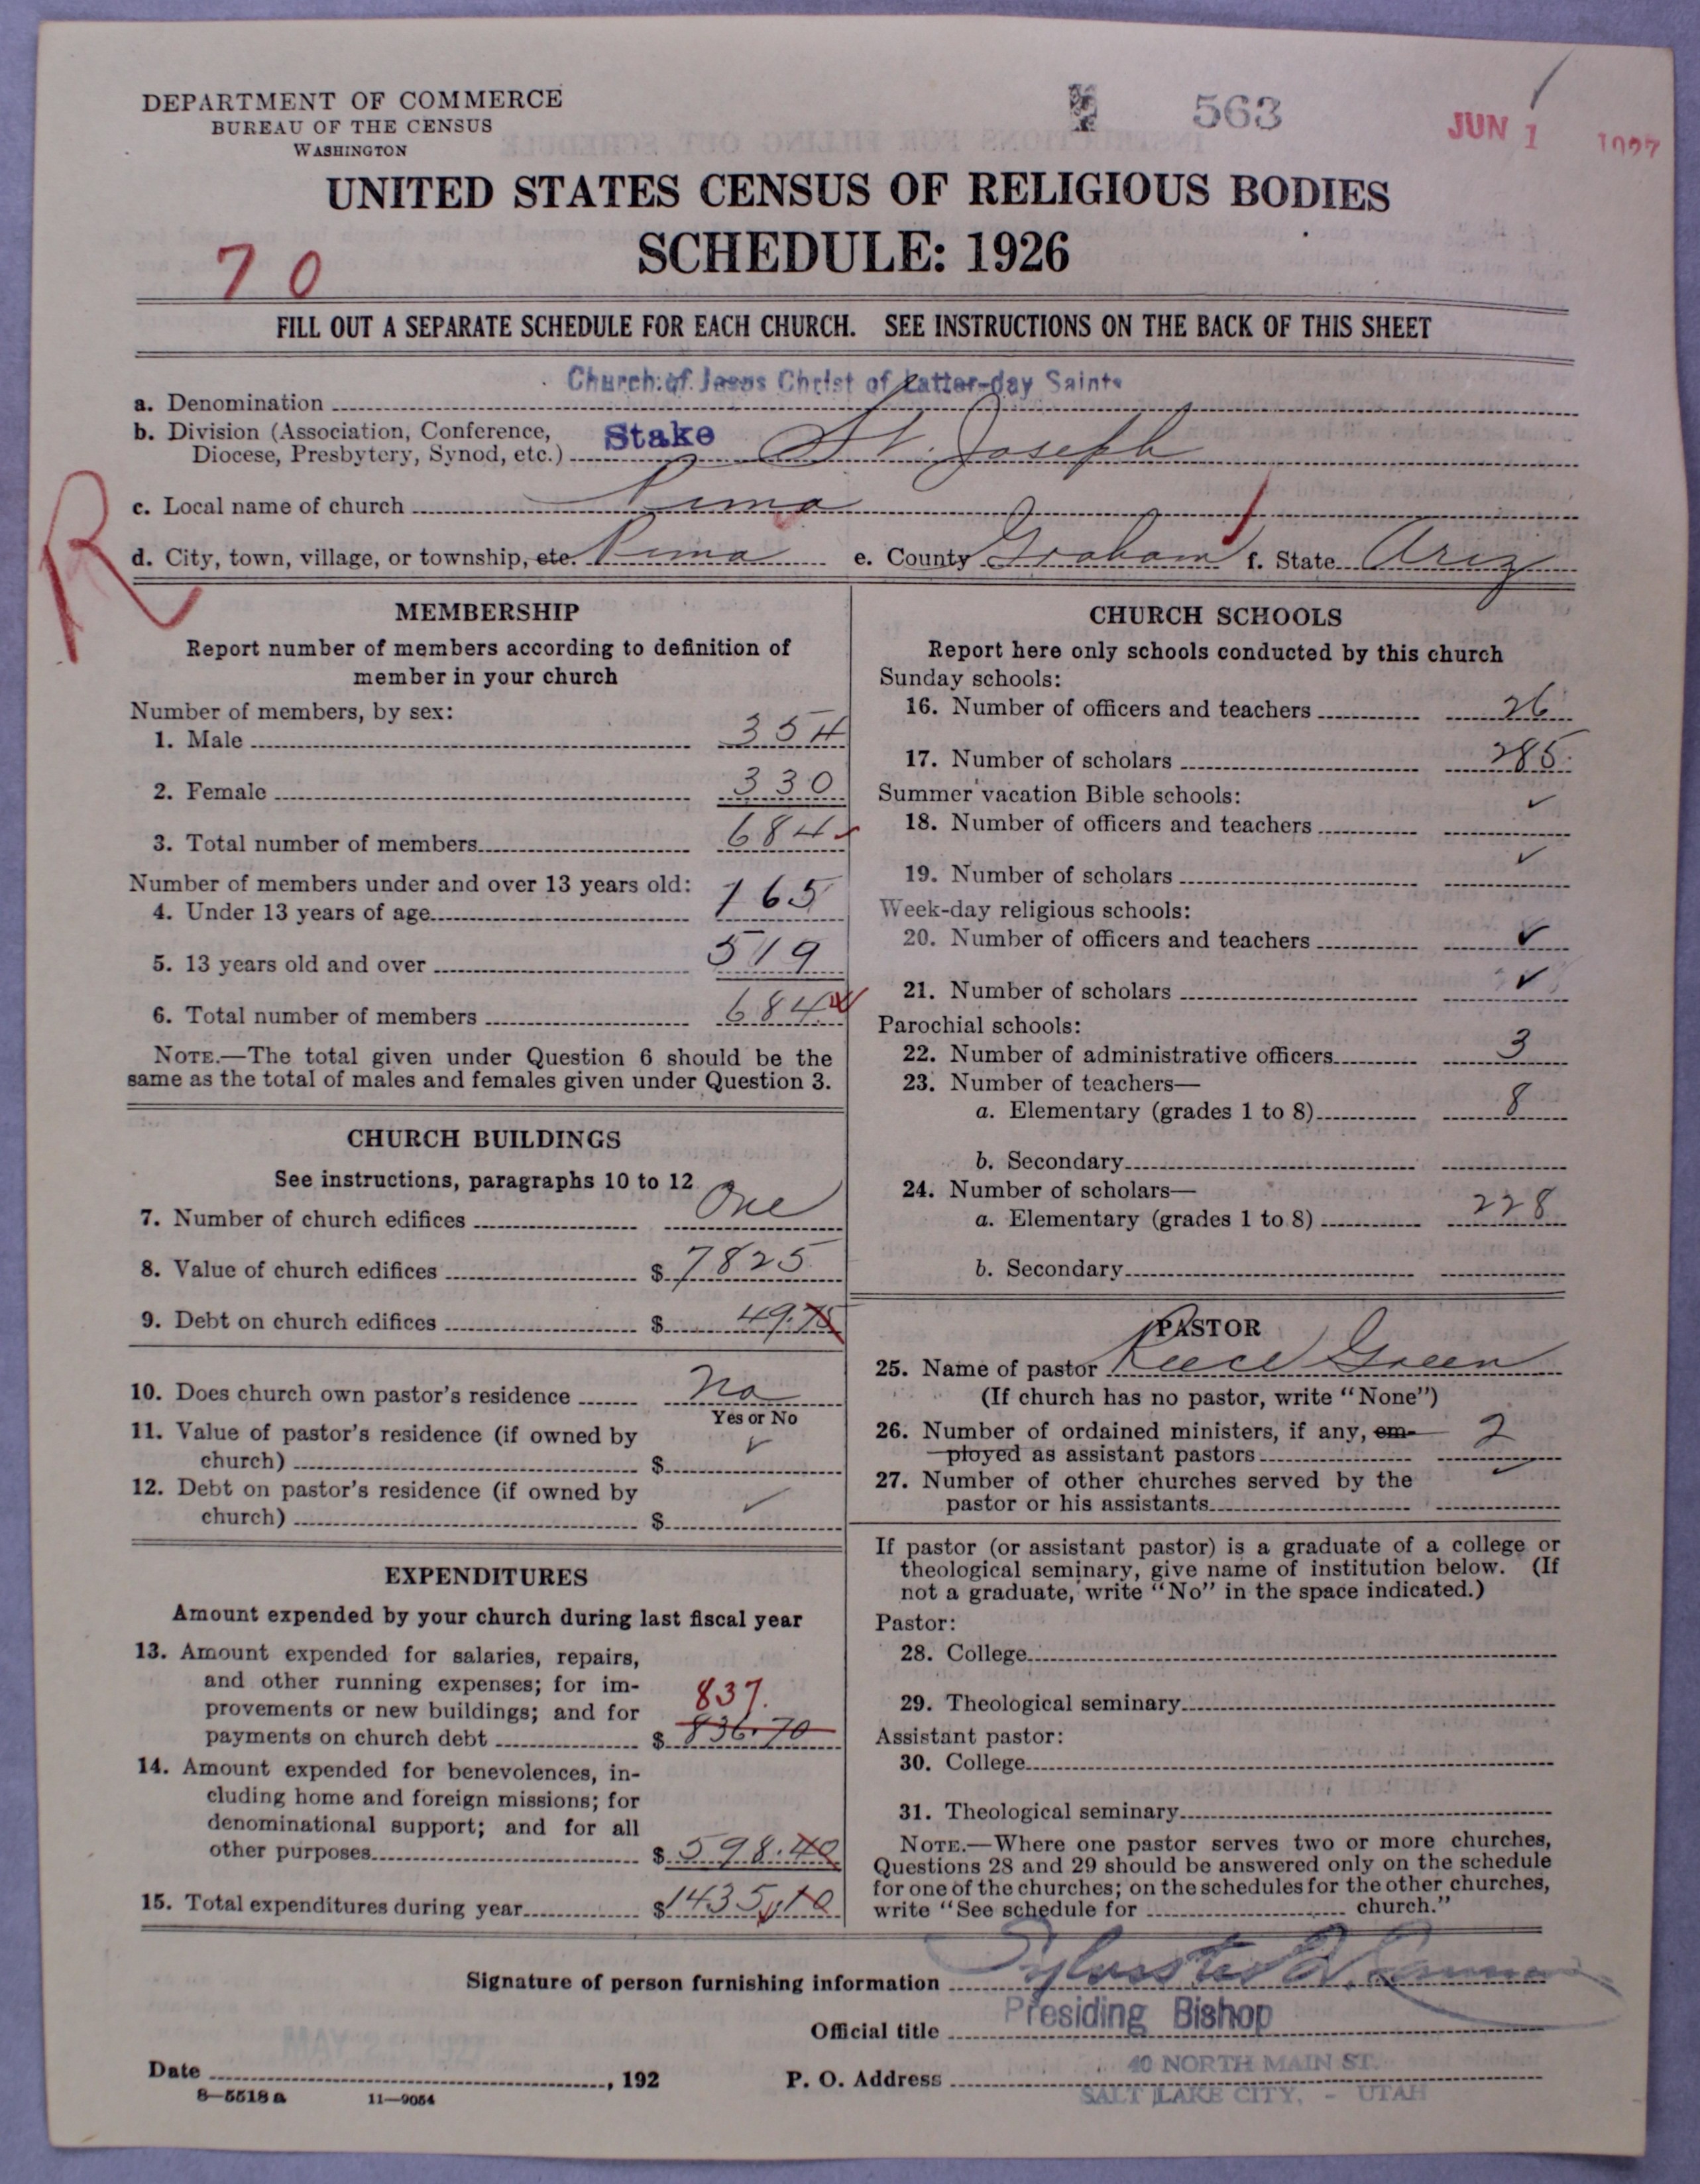 DEPARTMENT OF COMMERCE
BUREAU OF THE CENSUS
WASHINGTON
563
JUN 1 1927
UNITED STATES CENSUS OF RELIGIOUS BODIES
SCHEDULE: 1926
70
FILL OUT A SEPARATE SCHEDULE FOR EACH CHURCH. SEE INSTRUCTIONS ON THE BACK OF THIS SHEET
Church of Jesus Christ of Latter-day Saints
a. Denomination
b. Division (Association, Conference,
Diocese, Presbytery, Synod, etc.) Stake St. Joseph
R
c. Local name of church Pima
d. City, town, village, or township, etc. Pima e. County Graham f. State Ariz
MEMBERSHIP
Report number of members according to definition of
member in your church
Number of members, by sex:
1. Male 354
2. Female 330
3. Total number of members 684
Number of members under and over 13 years old:
4. Under 13 years of age 165
5. 13 years old and over 519
6. Total number of members 684
NOTE.—The total given under Question 6 should be the
same as the total of males and females given under Question 3.
CHURCH BUILDINGS
See instructions, paragraphs 10 to 12
7. Number of church edifices One
8. Value of church edifices $ 7825
9. Debt on church edifices $ 49.75
10. Does church own pastor's residence No
Yes or No
11. Value of pastor's residence (if owned by
church) $ ✓
12. Debt on pastor's residence (if owned by
church) $ ✓
EXPENDITURES
Amount expended by your church during last fiscal year
13. Amount expended for salaries, repairs,
and other running expenses; for im-
provements or new buildings; and for 837.
payments on church debt $ 836.70
14. Amount expended for benevolences, in-
cluding home and foreign missions; for
denominational support; and for all
other purposes $ 598.40
15. Total expenditures during year $ 1435.10
CHURCH SCHOOLS
Report here only schools conducted by this church
Sunday schools:
16. Number of officers and teachers 26
17. Number of scholars 285
Summer vacation Bible schools:
18. Number of officers and teachers ✓
19. Number of scholars ✓
Week-day religious schools:
20. Number of officers and teachers ✓
21. Number of scholars ✓
Parochial schools:
22. Number of administrative officers 3
23. Number of teachers—
a. Elementary (grades 1 to 8) 8
b. Secondary
24. Number of scholars—
a. Elementary (grades 1 to 8) 228
b. Secondary
PASTOR
25. Name of pastor Reece Green
(If church has no pastor, write "None")
26. Number of ordained ministers, if any, em-
ployed as assistant pastors 2
27. Number of other churches served by the
pastor or his assistants ✓
If pastor (or assistant pastor) is a graduate of a college or
theological seminary, give name of institution below. (If
not a graduate, write "No" in the space indicated.)
Pastor:
28. College
29. Theological seminary
Assistant pastor:
30. College
31. Theological seminary
NOTE.—Where one pastor serves two or more churches,
Questions 28 and 29 should be answered only on the schedule
for one of the churches; on the schedules for the other churches,
write "See schedule for church."
Signature of person furnishing information Sylvester Q. Cannon
Official title Presiding Bishop
Date , 192
P. O. Address 40 NORTH MAIN ST.
SALT LAKE CITY, - UTAH
8—5518 a 11—9054